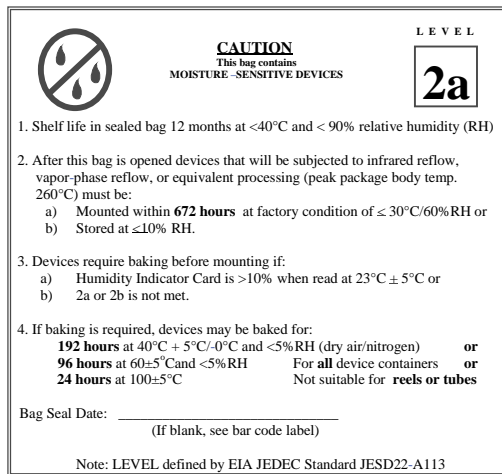 LEVEL
CAUTION
This bag contains
MOISTURE –SENSITIVE DEVICES
2a
1. Shelf life in sealed bag 12 months at <40°C and < 90% relative humidity (RH)
2. After this bag is opened devices that will be subjected to infrared reflow,
vapor-phase reflow, or equivalent processing (peak package body temp.
260°C) must be:
a) Mounted within 672 hours at factory condition of ≤ 30°C/60%RH or
b) Stored at ≤10% RH.
3. Devices require baking before mounting if:
a) Humidity Indicator Card is >10% when read at 23°C ± 5°C or
b) 2a or 2b is not met.
4. If baking is required, devices may be baked for:
192 hours at 40°C + 5°C/-0°C and <5%RH (dry air/nitrogen) or
96 hours at 60±5°Cand <5%RH For all device containers or
24 hours at 100±5°C Not suitable for reels or tubes
Bag Seal Date: ______________________________
(If blank, see bar code label)
Note: LEVEL defined by EIA JEDEC Standard JESD22-A113